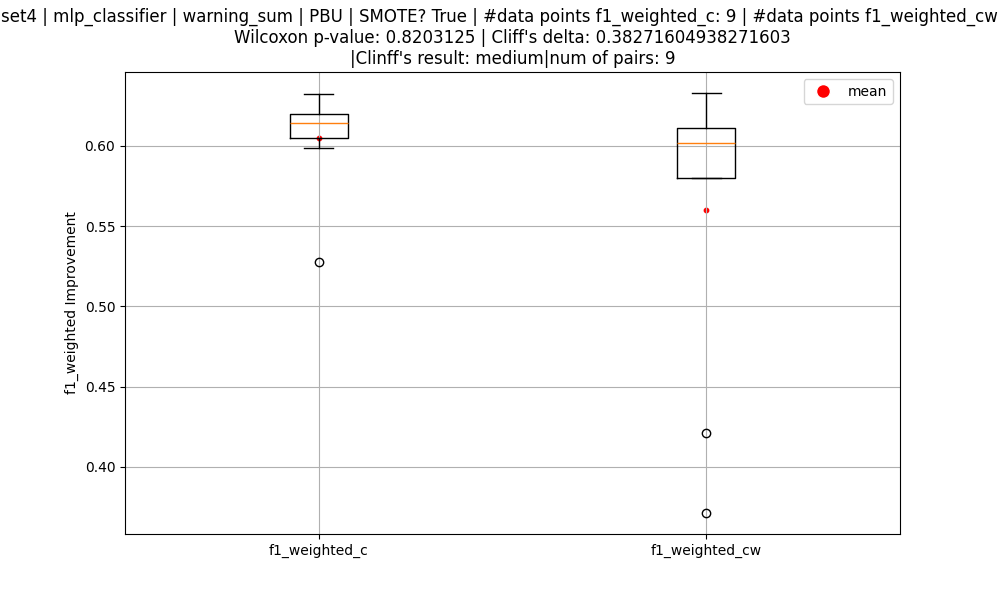 set4 | mlp_classifier | warning_sum | PBU | SMOTE? True | #data points f1_weighted_c: 9 | #data points f1_weighted_cw
Wilcoxon p-value: 0.8203125 | Cliff's delta: 0.38271604938271603
|Clinff's result: medium|num of pairs: 9
mean
f1_weighted Improvement
0.60
0.55
0.50
0.45
0.40
f1_weighted_c
f1_weighted_cw